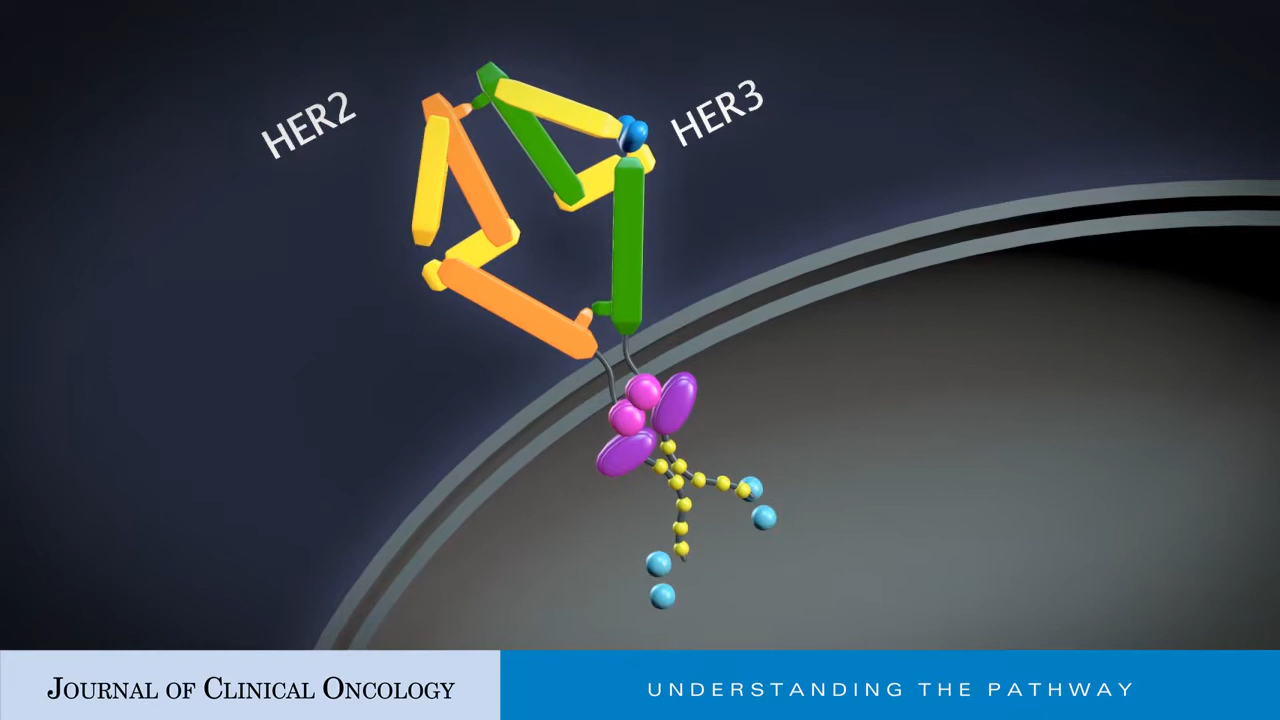 HER2
HER3
JOURNAL OF CLINICAL ONCOLOGY
UNDERSTANDING THE PATHWAY